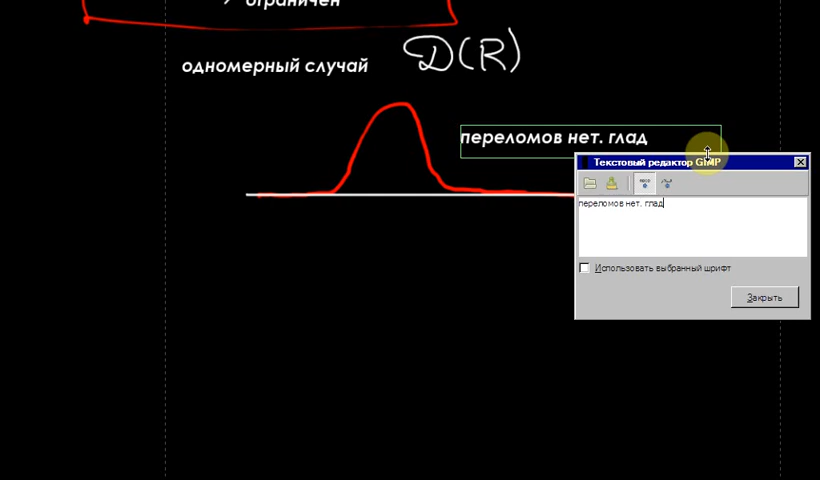 ограничен
одномерный случай
D(R)
переломов нет. глад
Текстовый редактор GIMP
переломов нет. глад
Использовать выбранный шрифт
Закрыть